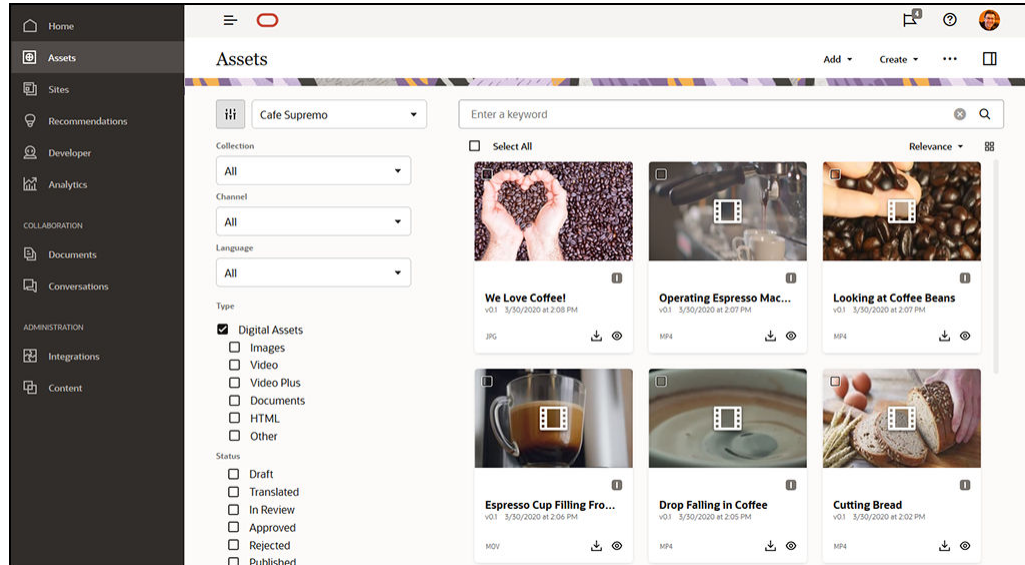 Home
Assets
Sites
Recommendations
Developer
Analytics
COLLABORATION
Documents
Conversations
ADMINISTRATION
Integrations
Content
4
Assets
Add
Create
Cafe Supremo
Enter a keyword
Collection
All
Channel
All
Language
All
Type
Digital Assets
Images
Video
Video Plus
Documents
HTML
Other
Status
Draft
Translated
In Review
Approved
Rejected
Published
Select All
Relevance
We Love Coffee!
v0.1 3/30/2020 at 2:08 PM
JPG
Operating Espresso Mac...
v0.1 3/30/2020 at 2:07 PM
MP4
Looking at Coffee Beans
v0.1 3/30/2020 at 2:07 PM
MP4
Espresso Cup Filling Fro...
v0.1 3/30/2020 at 2:06 PM
MOV
Drop Falling in Coffee
v0.1 3/30/2020 at 2:05 PM
MP4
Cutting Bread
v0.1 3/30/2020 at 2:02 PM
MP4